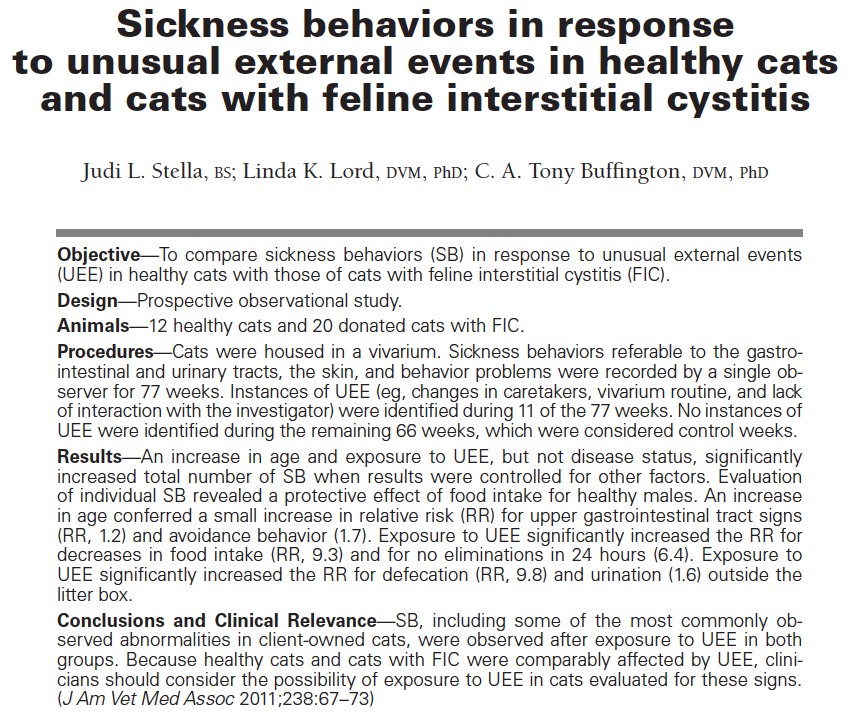 Sickness behaviors in response
to unusual external events in healthy cats
and cats with feline interstitial cystitis
Judi L. Stella, BS; Linda K. Lord, DVM, PhD; C. A. Tony Buffington, DVM, PhD
Objective—To compare sickness behaviors (SB) in response to unusual external events
(UEE) in healthy cats with those of cats with feline interstitial cystitis (FIC).
Design—Prospective observational study.
Animals—12 healthy cats and 20 donated cats with FIC.
Procedures—Cats were housed in a vivarium. Sickness behaviors referable to the gastro-
intestinal and urinary tracts, the skin, and behavior problems were recorded by a single ob-
server for 77 weeks. Instances of UEE (eg, changes in caretakers, vivarium routine, and lack
of interaction with the investigator) were identified during 11 of the 77 weeks. No instances of
UEE were identified during the remaining 66 weeks, which were considered control weeks.
Results—An increase in age and exposure to UEE, but not disease status, significantly
increased total number of SB when results were controlled for other factors. Evaluation
of individual SB revealed a protective effect of food intake for healthy males. An increase
in age conferred a small increase in relative risk (RR) for upper gastrointestinal tract signs
(RR, 1.2) and avoidance behavior (1.7). Exposure to UEE significantly increased the RR for
decreases in food intake (RR, 9.3) and for no eliminations in 24 hours (6.4). Exposure to
UEE significantly increased the RR for defecation (RR, 9.8) and urination (1.6) outside the
litter box.
Conclusions and Clinical Relevance—SB, including some of the most commonly ob-
served abnormalities in client-owned cats, were observed after exposure to UEE in both
groups. Because healthy cats and cats with FIC were comparably affected by UEE, clini-
cians should consider the possibility of exposure to UEE in cats evaluated for these signs.
(J Am Vet Med Assoc 2011;238:67–73)